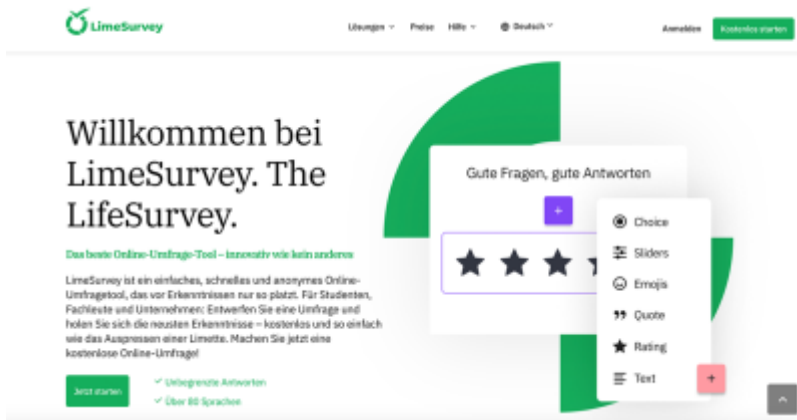 LimeSurvey
Lösungen Preise Hilfe Deutsch
Anmelden Kostenlos starten
Willkommen bei
LimeSurvey. The
LifeSurvey.
Das beste Online-Umfrage-Tool – innovativ wie kein anderes
LimeSurvey ist ein einfaches, schnelles und anonymes Online-
Umfragetool, das vor Erkenntnissen nur so platzt. Für Studenten,
Fachleute und Unternehmen: Entwerfen Sie eine Umfrage und
holen Sie sich die neusten Erkenntnisse – kostenlos und so einfach
wie das Auspressen einer Limette. Machen Sie jetzt eine
kostenlose Online-Umfrage!
Jetzt starten
Unbegrenzte Antworten
Über 80 Sprachen
Gute Fragen, gute Antworten
Choice
Sliders
Emojis
Quote
Rating
Text